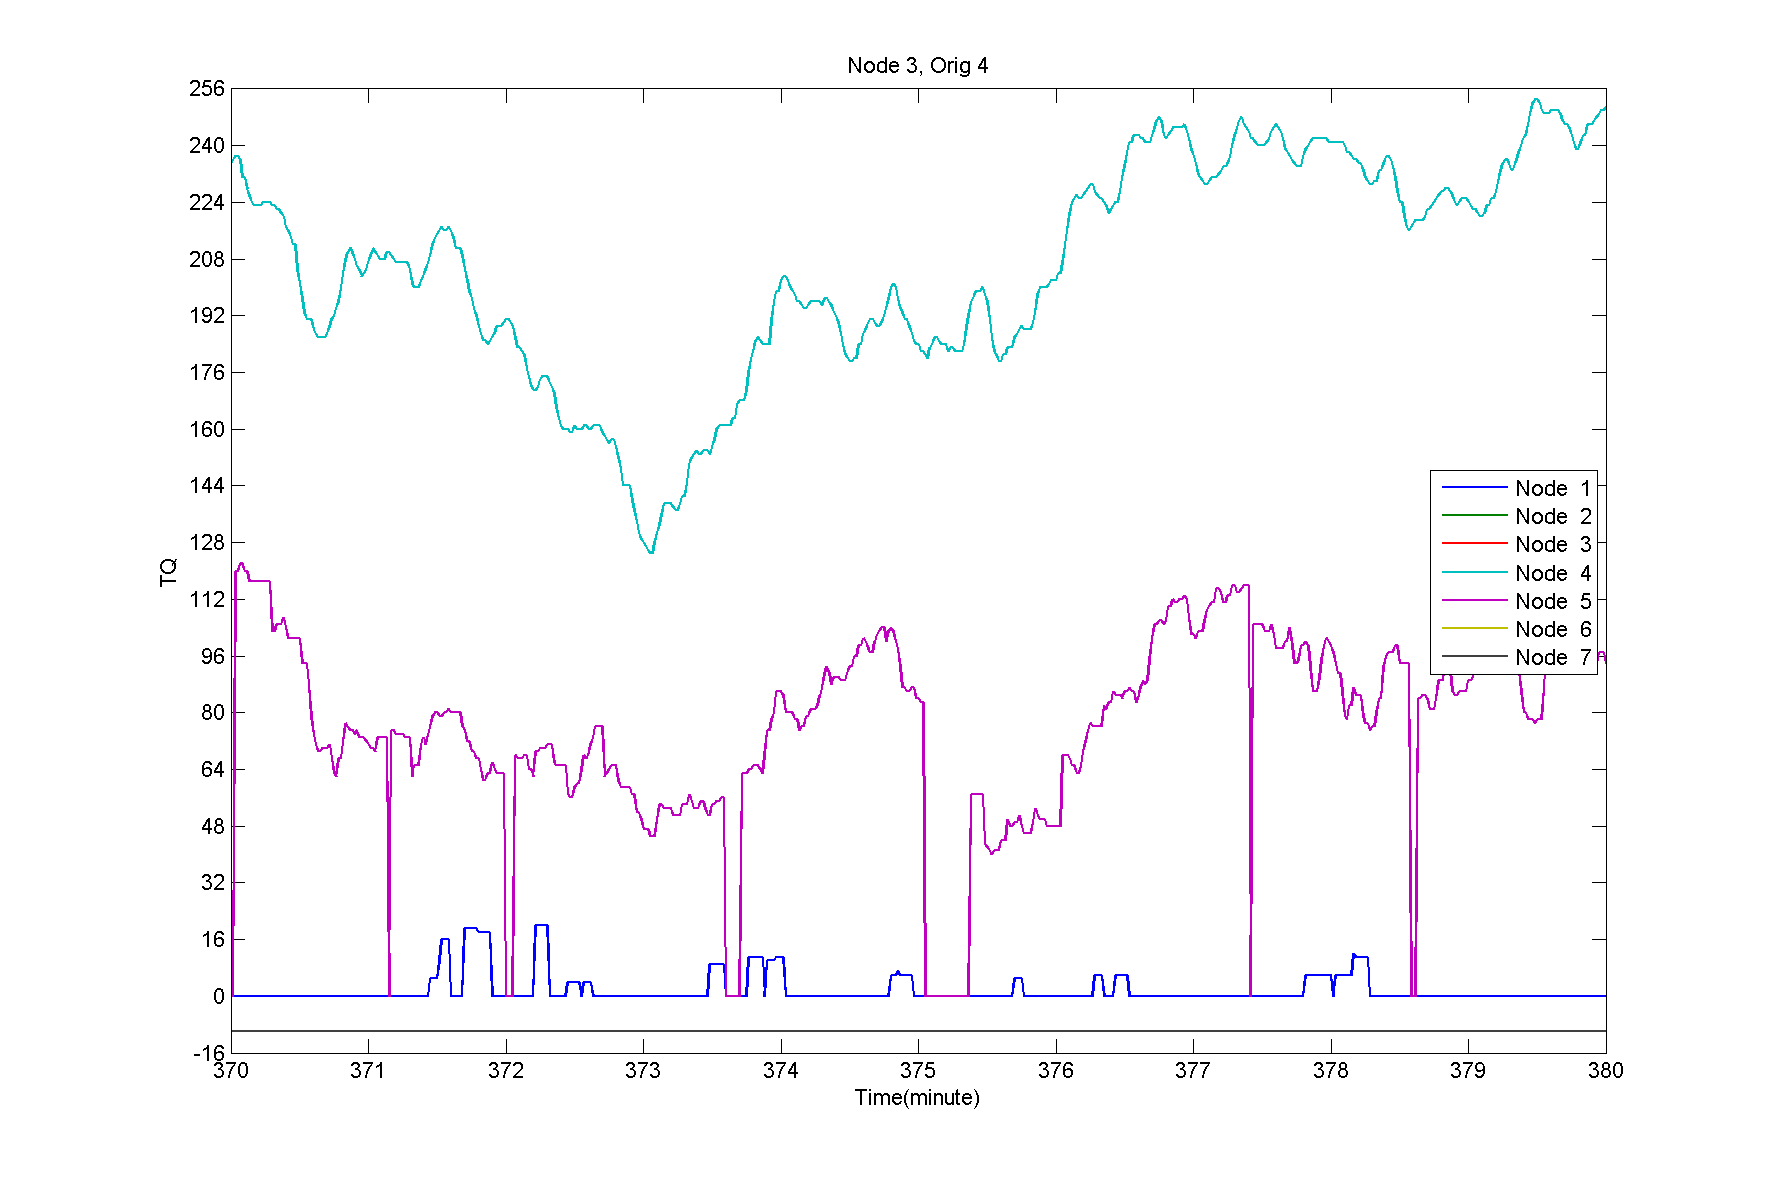 Node 3, Orig 4
256
240
224
208
192
176
160
144
128
112
96
80
64
48
32
16
0
-16
TQ
Node 1
Node 2
Node 3
Node 4
Node 5
Node 6
Node 7
370 371 372 373 374 375 376 377 378 379 380
Time(minute)